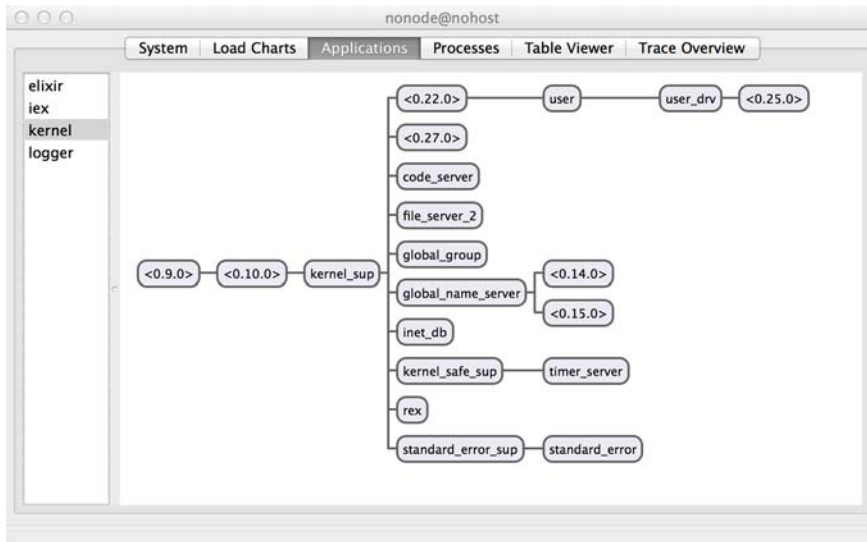 nonode@nohost
System Load Charts Applications Processes Table Viewer Trace Overview
elixir
iex
kernel
logger
<0.22.0> user user_drv <0.25.0>
<0.27.0>
code_server
file_server_2
global_group
<0.9.0> <0.10.0> kernel_sup
<0.14.0>
global_name_server
<0.15.0>
inet_db
kernel_safe_sup timer_server
rex
standard_error_sup standard_error